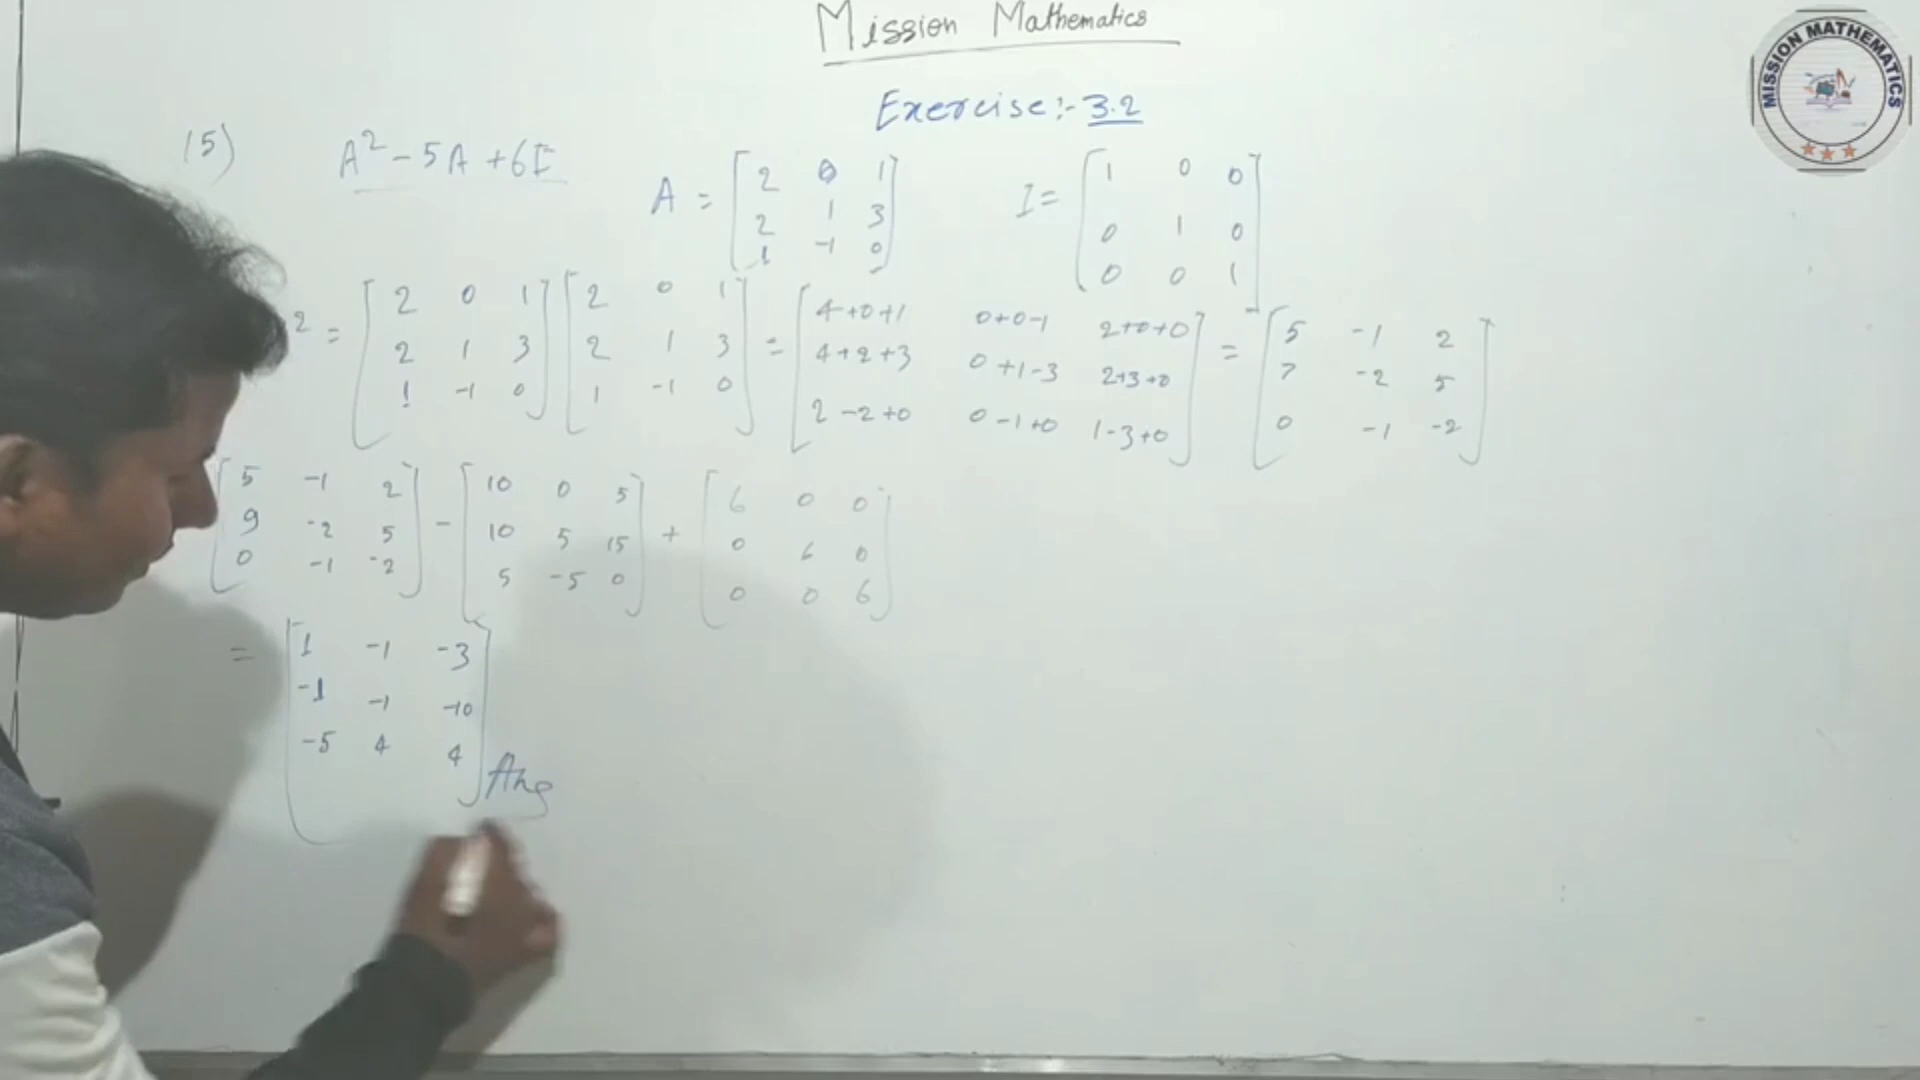 Mission Mathematics
MISSION MATHEMATICS
Exercise:- 3.2
15) A² - 5A + 6I A = [2 0 1; 2 1 3; 1 -1 0] I = [1 0 0; 0 1 0; 0 0 1]
2 = [2 0 1; 2 1 3; 1 -1 0] [2 0 1; 2 1 3; 1 -1 0] = [4+0+1 0+0-1 2+0+0; 4+2+3 0+1-3 2+3+0; 2-2+0 0-1+0 1-3+0] = [5 -1 2; 7 -2 5; 0 -1 -2]
[5 -1 2; 9 -2 5; 0 -1 -2] - [10 0 5; 10 5 15; 5 -5 0] + [6 0 0; 0 6 0; 0 0 6]
= [1 -1 -3; -1 -1 -10; -5 4 4] Ans